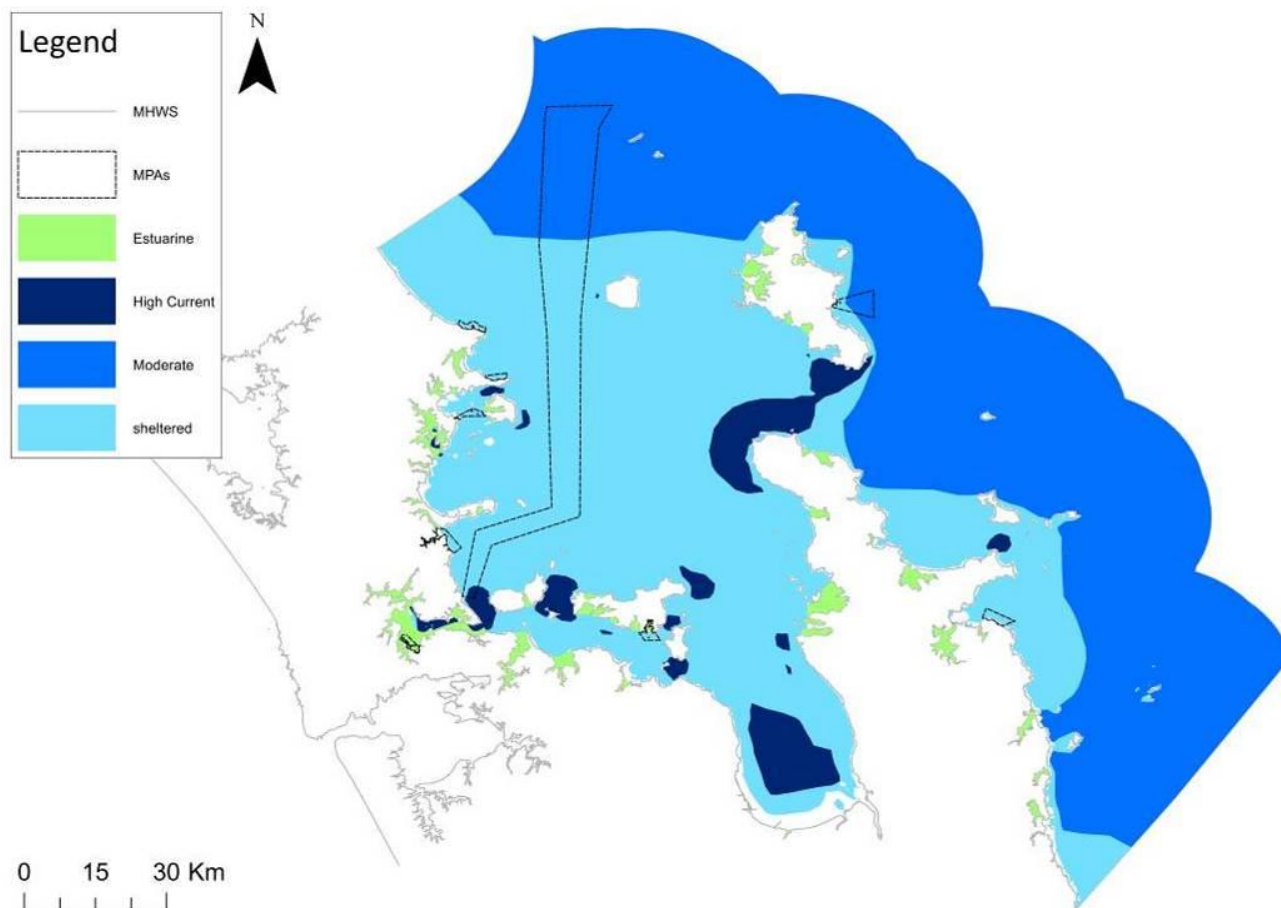 Legend
N
MHWS
MPAs
Estuarine
High Current
Moderate
sheltered
0 15 30 Km